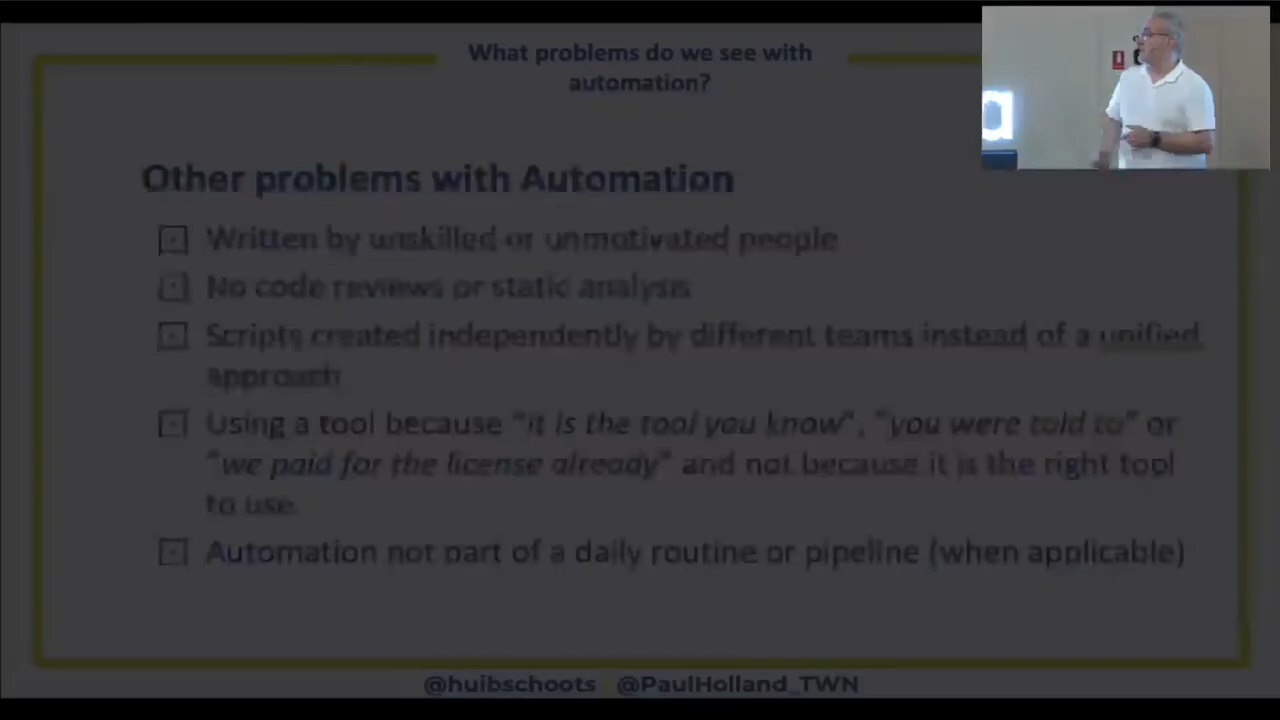 What problems do we see with
automation?
Other problems with Automation
Written by unskilled or unmotivated people
No code reviews or static analysis
Scripts created independently by different teams instead of a unified
approach
Using a tool because "it is the tool you know", "you were told to" or
"we paid for the license already" and not because it is the right tool
to use.
Automation not part of a daily routine or pipeline (when applicable)
@huibschoots @PaulHolland_TWN